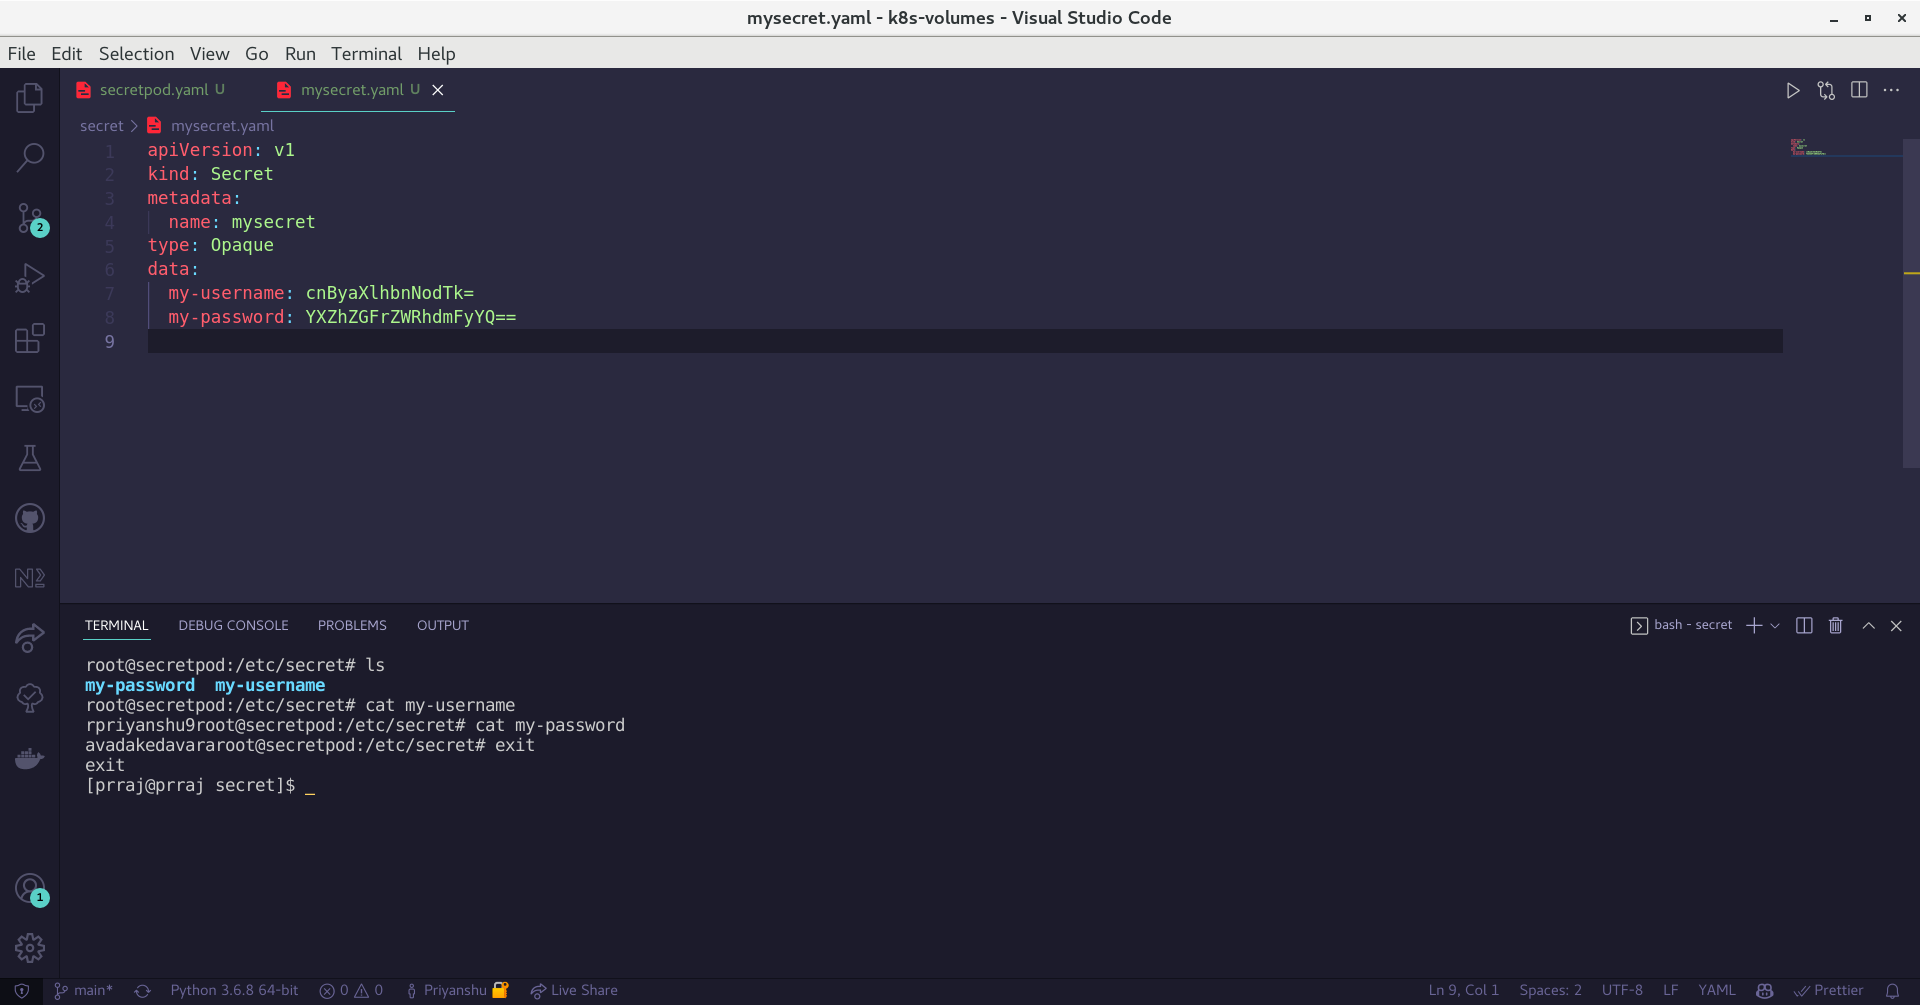 mysecret.yaml - k8s-volumes - Visual Studio Code
File Edit Selection View Go Run Terminal Help
secretpod.yaml U mysecret.yaml U
secret > mysecret.yaml
1 apiVersion: v1
2 kind: Secret
3 metadata:
4 name: mysecret
5 type: Opaque
6 data:
7 my-username: cnByaXlhbnNodTk=
8 my-password: YXZhZGFrZWRhdmFyYQ==
9
2
TERMINAL DEBUG CONSOLE PROBLEMS OUTPUT bash - secret
root@secretpod:/etc/secret# ls
my-password my-username
root@secretpod:/etc/secret# cat my-username
rpriyanshu9root@secretpod:/etc/secret# cat my-password
avadakedavararoot@secretpod:/etc/secret# exit
exit
[prraj@prraj secret]$ _
1
main* Python 3.6.8 64-bit 0 0 Priyanshu Live Share Ln 9, Col 1 Spaces: 2 UTF-8 LF YAML Prettier